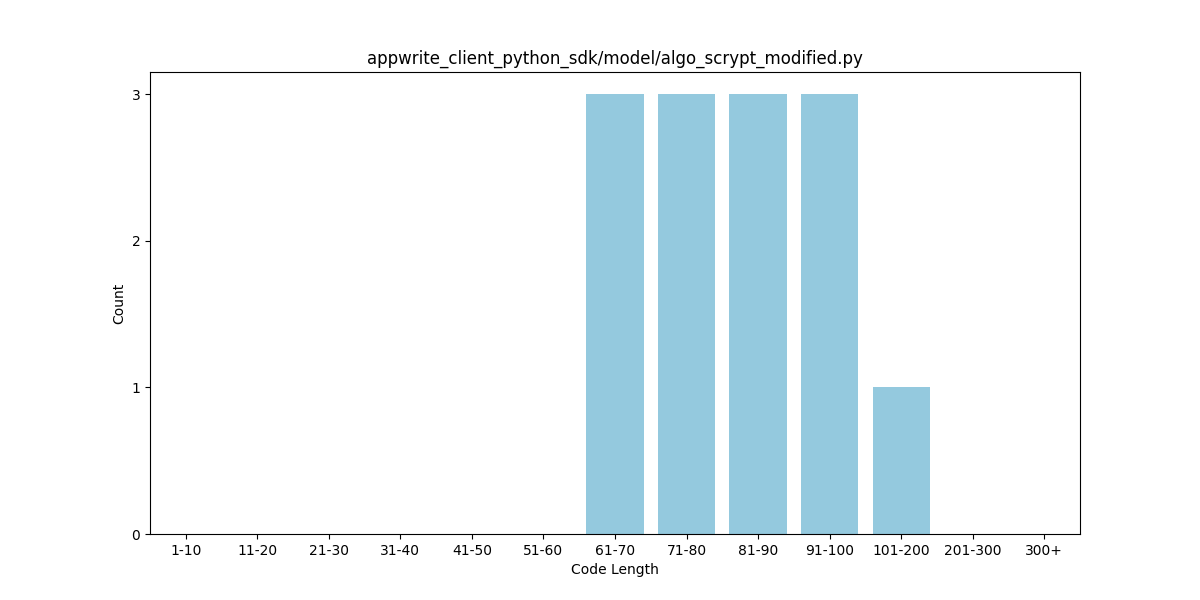 appwrite_client_python_sdk/model/algo_scrypt_modified.py
3
2
1
0
Count
1-10 11-20 21-30 31-40 41-50 51-60 61-70 71-80 81-90 91-100 101-200 201-300 300+
Code Length